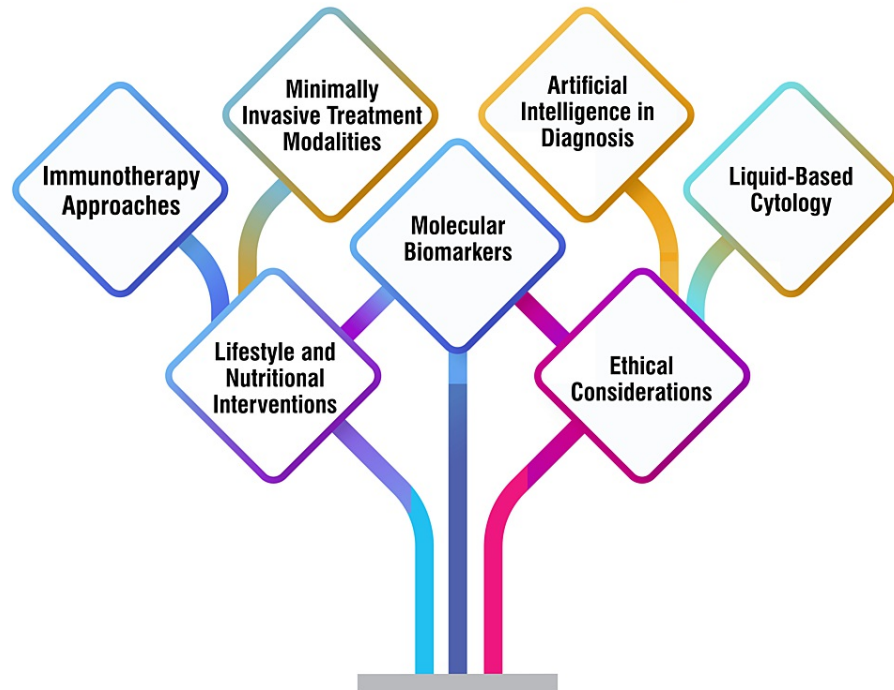 Minimally
Invasive Treatment
Modalities
Artificial
Intelligence in
Diagnosis
Immunotherapy
Approaches
Liquid-Based
Cytology
Molecular
Biomarkers
Lifestyle and
Nutritional
Interventions
Ethical
Considerations